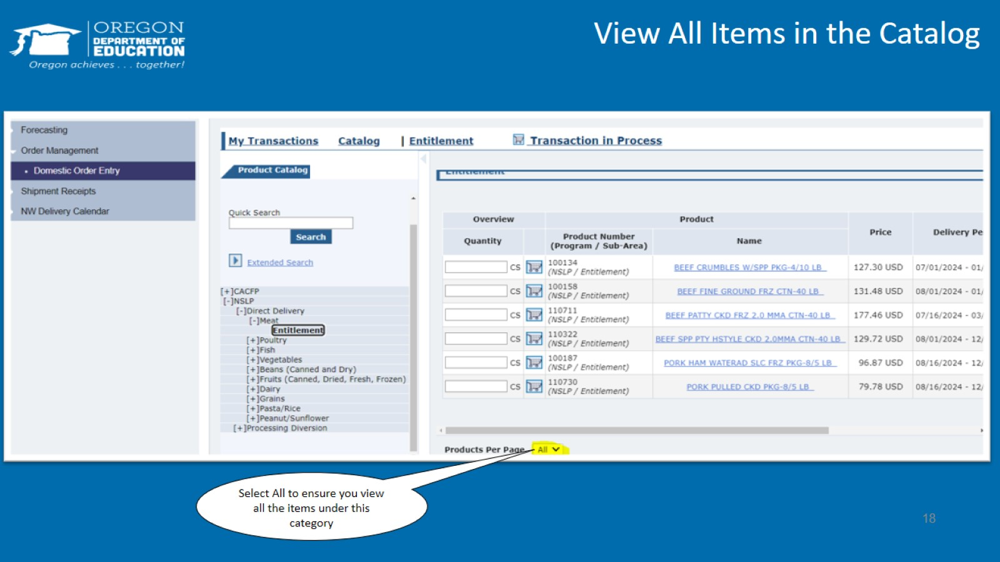 OREGON
DEPARTMENT OF
EDUCATION
Oregon achieves . . . together!
View All Items in the Catalog
Forecasting
Order Management
• Domestic Order Entry
Shipment Receipts
NW Delivery Calendar
My Transactions Catalog | Entitlement Transaction in Process
Product Catalog
Quick Search
Search
Extended Search
[+]CACFP
[-]NSLP
[-]Direct Delivery
[-]Meat
Entitlement
[+]Poultry
[+]Fish
[+]Vegetables
[+]Beans (Canned and Dry)
[+]Fruits (Canned, Dried, Fresh, Frozen)
[+]Dairy
[+]Grains
[+]Pasta/Rice
[+]Peanut/Sunflower
[+]Processing Diversion
Entitlement
Overview Product Price Delivery Pe
Quantity Product Number (Program / Sub-Area) Name
CS 100134 (NSLP / Entitlement) BEEF CRUMBLES W/SPP PKG-4/10 LB 127.30 USD 07/01/2024 - 01/
CS 100158 (NSLP / Entitlement) BEEF FINE GROUND FRZ CTN-40 LB 131.48 USD 08/01/2024 - 01/
CS 110711 (NSLP / Entitlement) BEEF PATTY CKD FRZ 2.0 MMA CTN-40 LB 177.46 USD 07/16/2024 - 03/
CS 110322 (NSLP / Entitlement) BEEF SPP PTY HSTYLE CKD 2.0MMA CTN-40 LB 129.72 USD 08/01/2024 - 12/
CS 100187 (NSLP / Entitlement) PORK HAM WATERAD SLC FRZ PKG-8/5 LB 96.87 USD 08/16/2024 - 12/
CS 110730 (NSLP / Entitlement) PORK PULLED CKD PKG-8/5 LB 79.78 USD 08/16/2024 - 12/
Products Per Page All
Select All to ensure you view
all the items under this
category
18